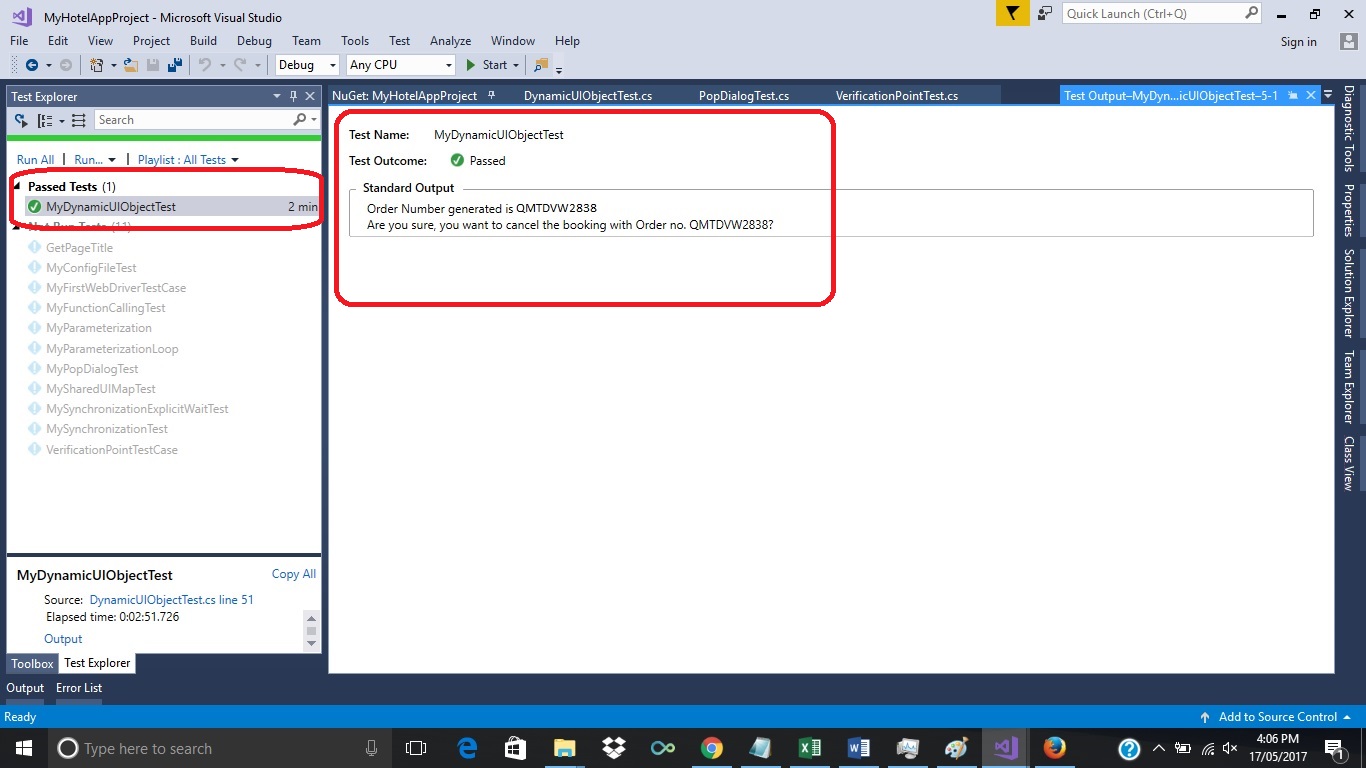 MyHotelAppProject - Microsoft Visual Studio
Quick Launch (Ctrl+Q)
File Edit View Project Build Debug Team Tools Test Analyze Window Help
Sign in
Debug Any CPU Start
Test Explorer
Search
Run All | Run... | Playlist : All Tests
Passed Tests (1)
MyDynamicUIObjectTest 2 min
Not Run Tests (11)
GetPageTitle
MyConfigFileTest
MyFirstWebDriverTestCase
MyFunctionCallingTest
MyParameterization
MyParameterizationLoop
MyPopDialogTest
MySharedUIMapTest
MySynchronizationExplicitWaitTest
MySynchronizationTest
VerificationPointTestCase
MyDynamicUIObjectTest Copy All
Source: DynamicUIObjectTest.cs line 51
Elapsed time: 0:02:51.726
Output
Toolbox Test Explorer
NuGet: MyHotelAppProject DynamicUIObjectTest.cs PopDialogTest.cs VerificationPointTest.cs Test Output–MyDyn...icUIObjectTest–5-1
Test Name: MyDynamicUIObjectTest
Test Outcome: Passed
Standard Output
Order Number generated is QMTDVW2838
Are you sure, you want to cancel the booking with Order no. QMTDVW2838?
Diagnostic Tools
Properties
Solution Explorer
Team Explorer
Class View
Output Error List
Ready Add to Source Control
Type here to search
4:06 PM
17/05/2017
1